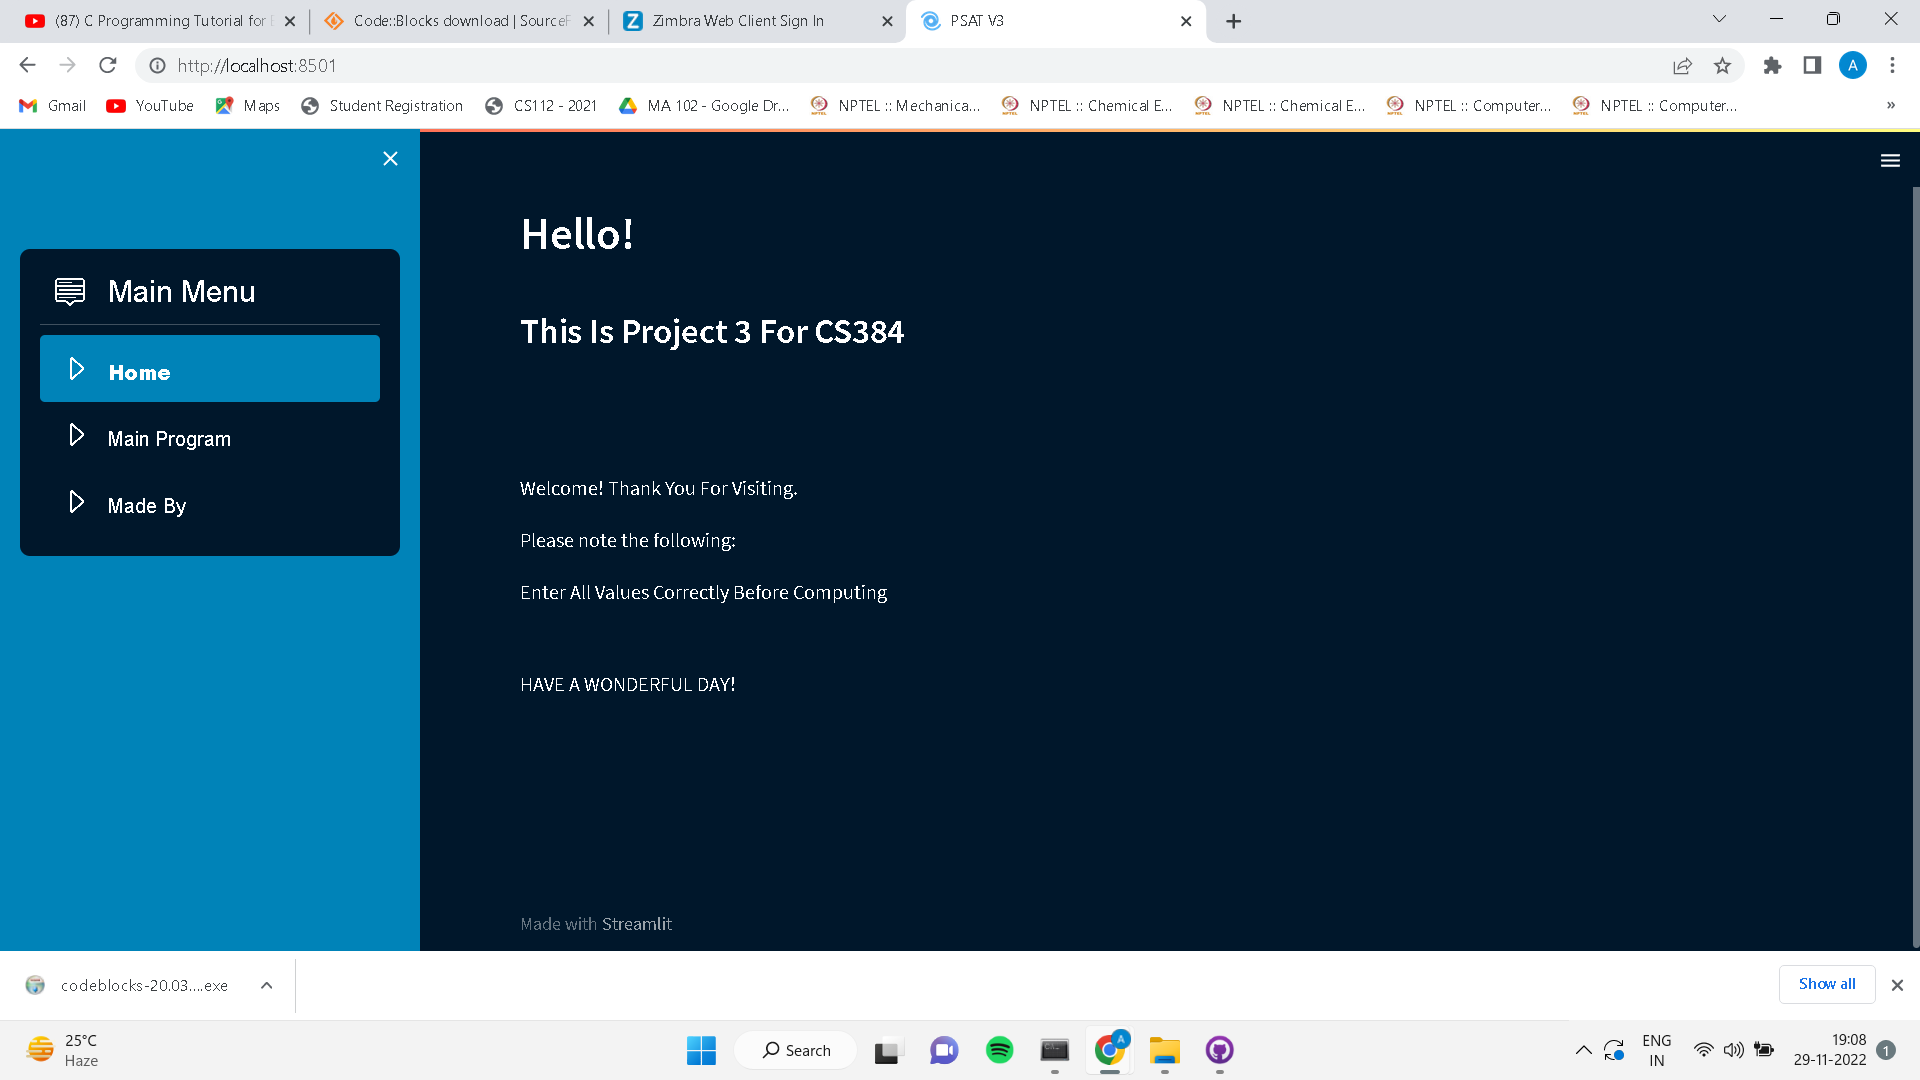 (87) C Programming Tutorial for
Code::Blocks download | Source
Zimbra Web Client Sign In
PSAT V3
http://localhost:8501
A
Gmail
YouTube
Maps
Student Registration
CS112 - 2021
MA 102 - Google Dr...
NPTEL :: Mechanica...
NPTEL :: Chemical E...
NPTEL :: Chemical E...
NPTEL :: Computer...
NPTEL :: Computer...
»
Main Menu
Home
Main Program
Made By
Hello!
This Is Project 3 For CS384
Welcome! Thank You For Visiting.
Please note the following:
Enter All Values Correctly Before Computing
HAVE A WONDERFUL DAY!
Made with Streamlit
codeblocks-20.03....exe
Show all
25°C
Haze
Search
A
ENG
IN
19:08
29-11-2022
1